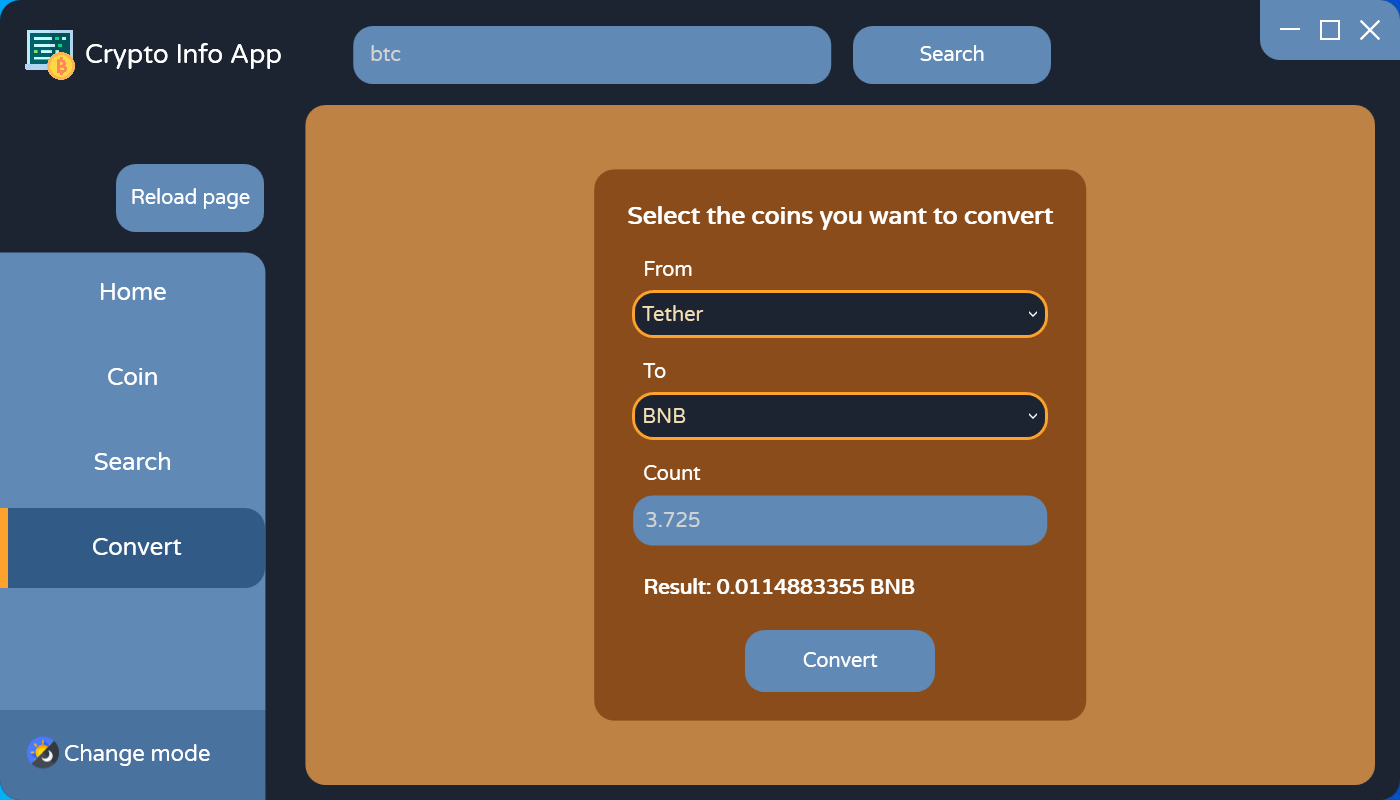 Crypto Info App
btc
Search
Reload page
Home
Coin
Search
Convert
Change mode
Select the coins you want to convert
From
Tether
To
BNB
Count
3.725
Result: 0.0114883355 BNB
Convert